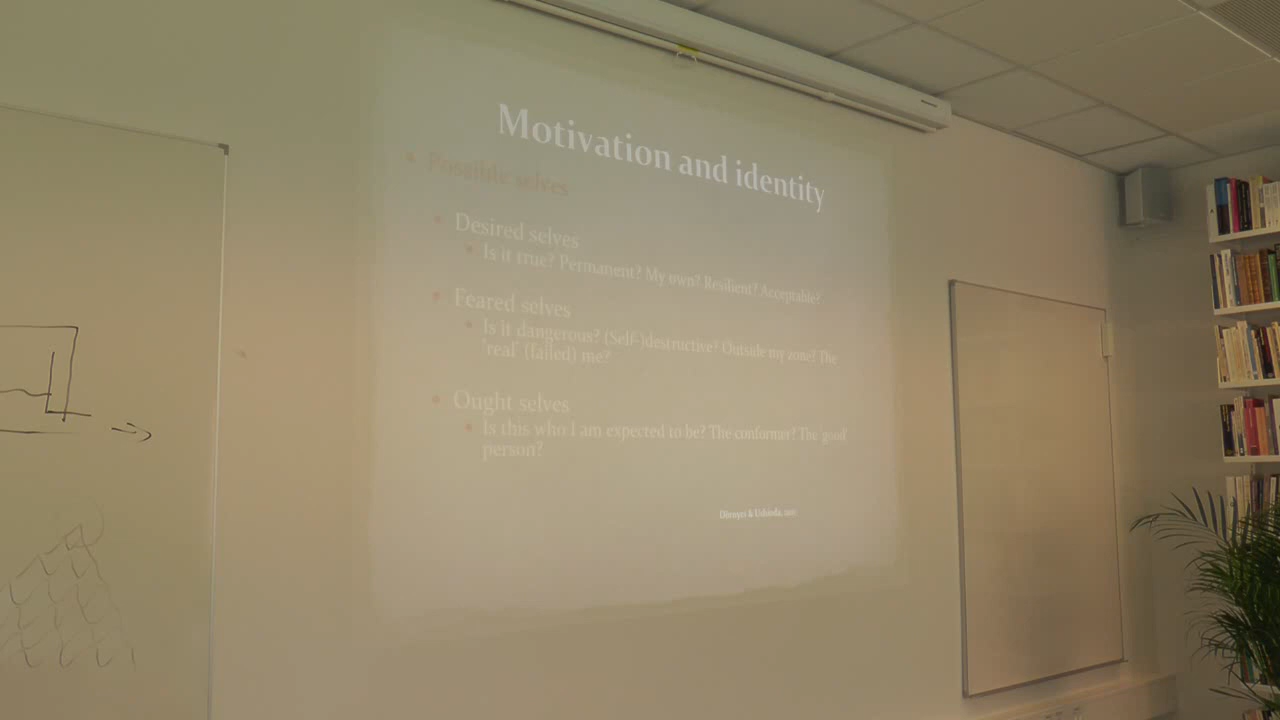 Motivation and identity
Possible selves
Desired selves
Is it true? Permanent? My own? Resilient? Acceptable?
Feared selves
Is it dangerous? (Self-)destructive? Outside my zone? The
'real' (failed) me?
Ought selves
Is this who I am expected to be? The conformer? The 'good'
person?
Dörnyei & Ushioda,